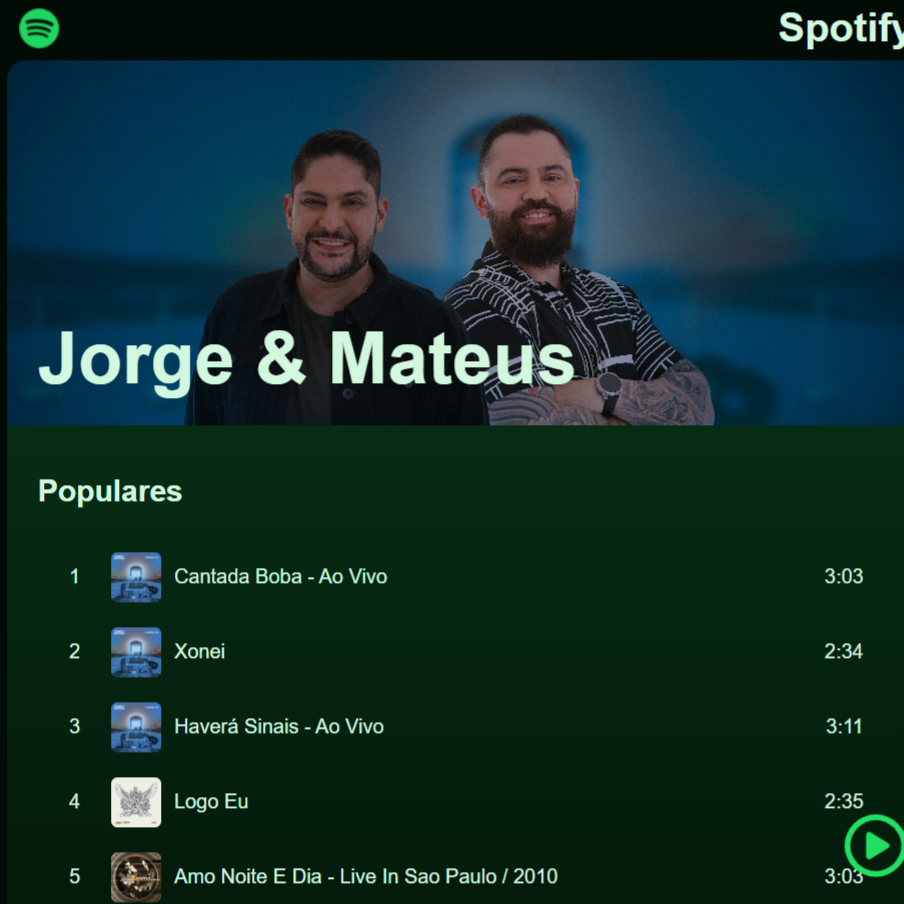 Spotify
Jorge & Mateus
Populares
1 Cantada Boba - Ao Vivo 3:03
2 Xonei 2:34
3 Haverá Sinais - Ao Vivo 3:11
4 Logo Eu 2:35
5 Amo Noite E Dia - Live In Sao Paulo / 2010 3:03